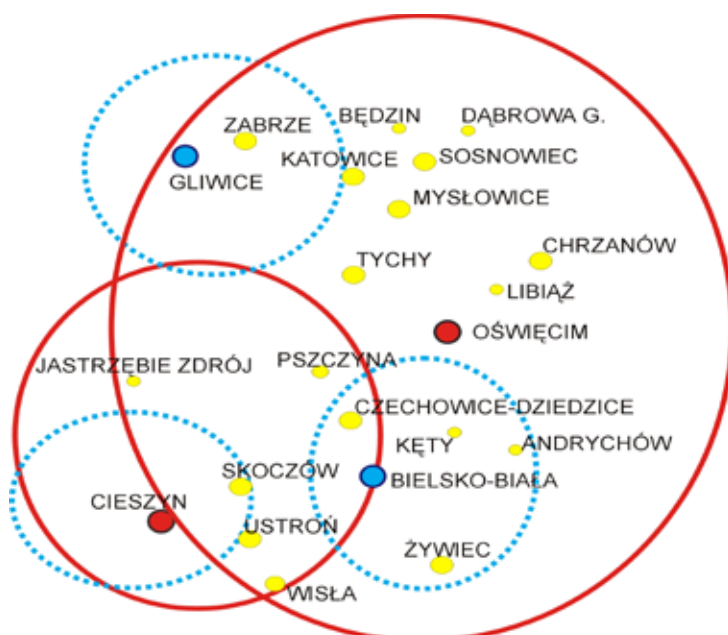 BĘDZIN
DĄBROWA G.
ZABRZE
KATOWICE
SOSNOWIEC
GLIWICE
MYSŁOWICE
CHRZANÓW
TYCHY
LIBIĄŻ
OŚWIĘCIM
JASTRZĘBIE ZDRÓJ
PSZCZYNA
CZECHOWICE-DZIEDZICE
KĘTY
ANDRYCHÓW
SKOCZÓW
BIELSKO-BIAŁA
CIESZYN
USTROŃ
ŻYWIEC
WISŁA